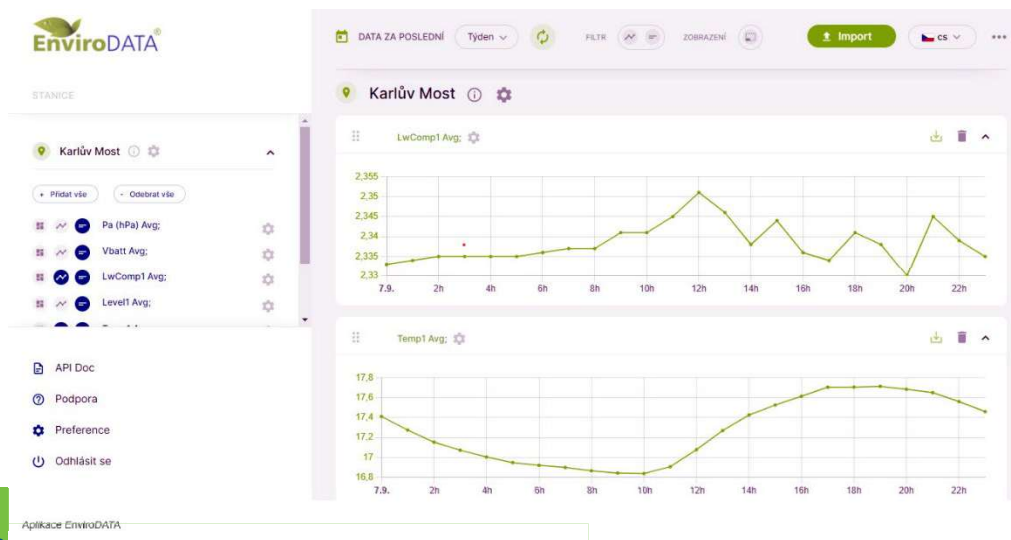 EnviroDATA®
STANICE
Karlův Most
+ Přidat vše
- Odebrat vše
Pa (hPa) Avg;
Vbatt Avg;
LwComp1 Avg;
Level1 Avg;
API Doc
Podpora
Preference
Odhlásit se
DATA ZA POSLEDNÍ Týden FILTR ZOBRAZENÍ Import cs
Karlův Most
LwComp1 Avg;
2,355
2,35
2,345
2,34
2,335
2,33
7.9. 2h 4h 6h 8h 10h 12h 14h 16h 18h 20h 22h
Temp1 Avg;
17,8
17,6
17,4
17,2
17
16,8
7.9. 2h 4h 6h 8h 10h 12h 14h 16h 18h 20h 22h
Aplikace EnviroDATA